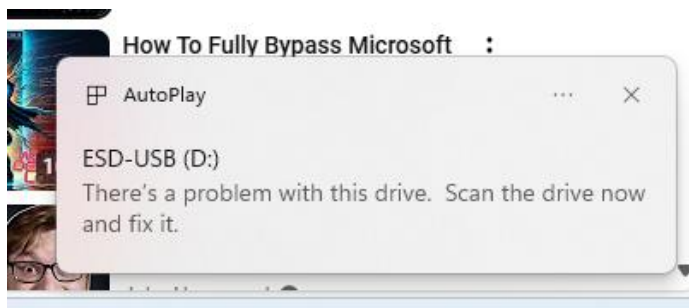 How To Fully Bypass Microsoft
AutoPlay
ESD-USB (D:)
There's a problem with this drive. Scan the drive now
and fix it.